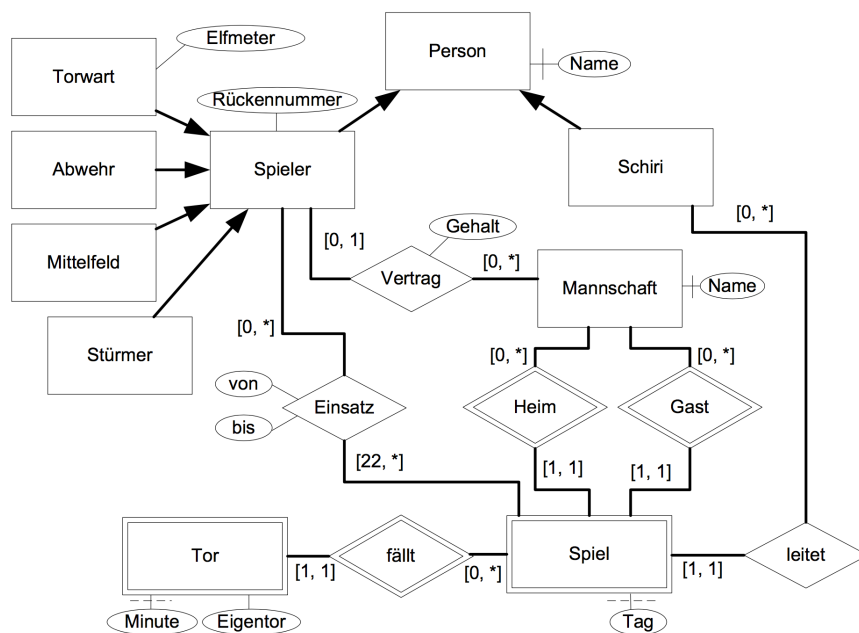 Elfmeter
Person
Torwart
Name
Rückennummer
Abwehr
Spieler
Schiri
[0, 1]
Gehalt
[0, *]
Mittelfeld
Vertrag
[0, *]
Mannschaft
Name
[0, *]
Stürmer
[0, *]
[0, *]
von
Einsatz
Heim
Gast
bis
[22, *]
[1, 1]
[1, 1]
Tor
fällt
Spiel
leitet
[1, 1]
[0, *]
[1, 1]
Minute
Eigentor
Tag